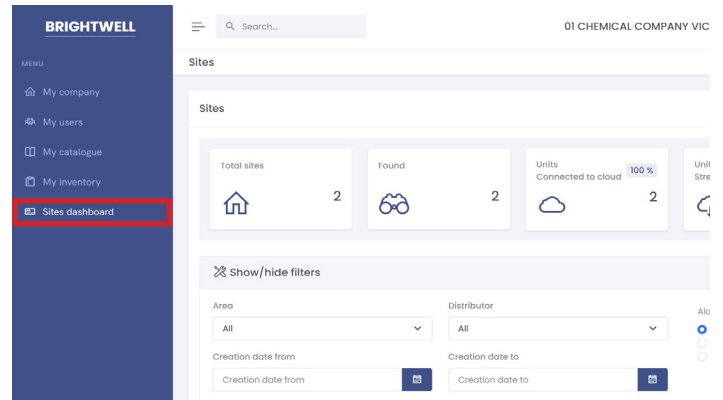 BRIGHTWELL
Search...
01 CHEMICAL COMPANY VIC
MENU
Sites
My company
My users
My catalogue
My inventory
Sites dashboard
Sites
Total sites
2
Found
2
Units
Connected to cloud
100 %
2
Unit
Stre
Show/hide filters
Area
All
Distributor
All
Creation date from
Creation date from
Creation date to
Creation date to